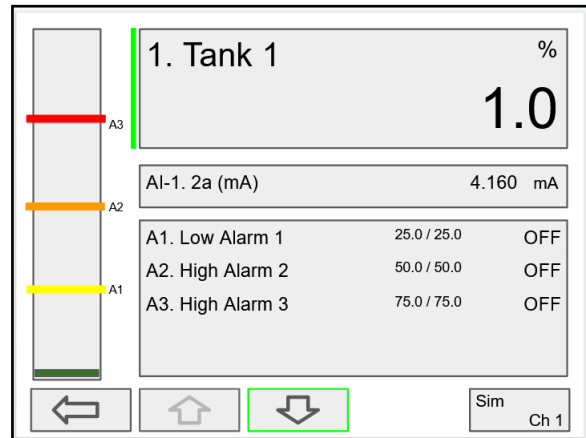 1. Tank 1 %
1.0
A3
AI-1. 2a (mA) 4.160 mA
A2
A1. Low Alarm 1 25.0 / 25.0 OFF
A2. High Alarm 2 50.0 / 50.0 OFF
A1
A3. High Alarm 3 75.0 / 75.0 OFF
Sim
Ch 1